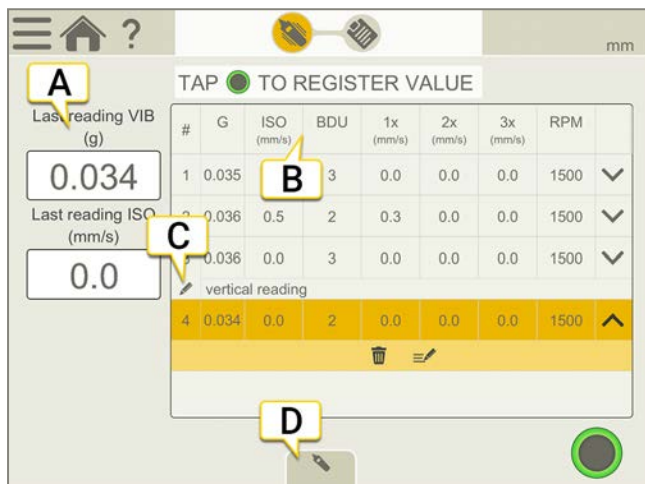 ?
mm
TAP TO REGISTER VALUE
A
Last reading VIB
(g)
0.034
Last reading ISO
(mm/s)
0.0
# G ISO BDU 1x 2x 3x RPM
(mm/s) (mm/s) (mm/s) (mm/s)
B
1 0.035 3 0.0 0.0 0.0 1500
0.036 0.5 2 0.3 0.0 0.0 1500
C
0.036 0.0 3 0.0 0.0 0.0 1500
vertical reading
4 0.034 0.0 2 0.0 0.0 0.0 1500
D